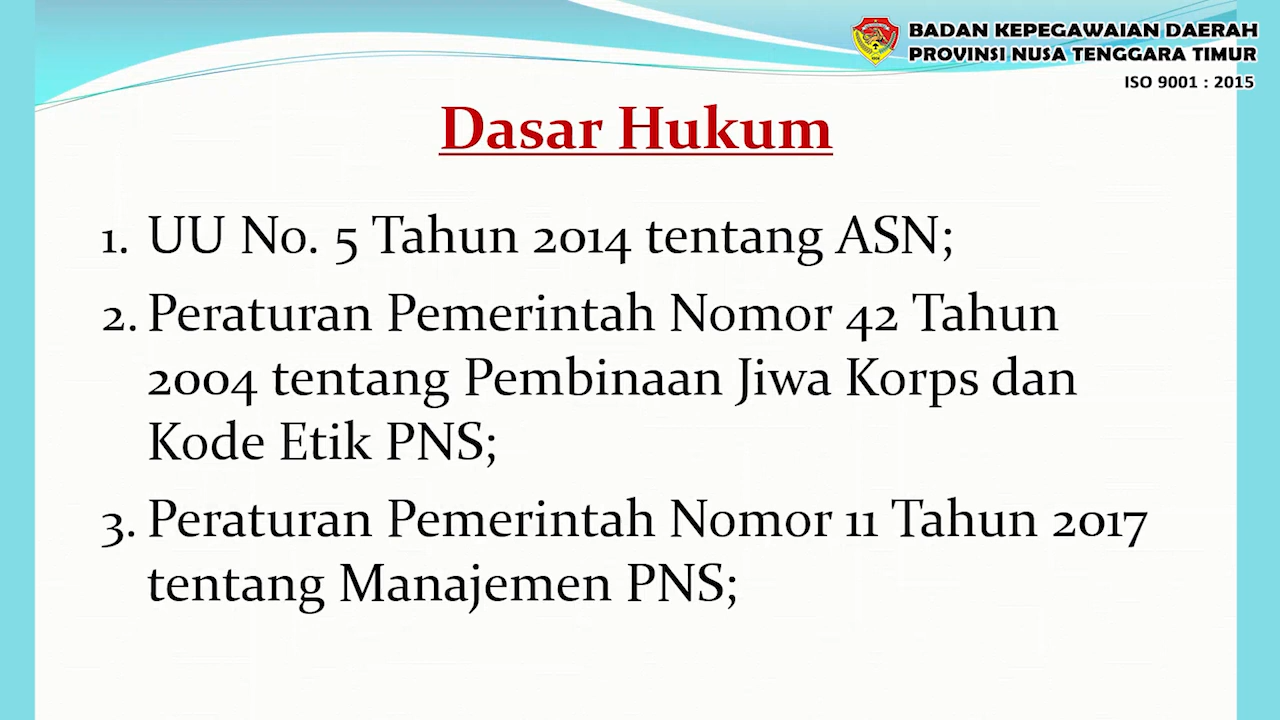 BADAN KEPEGAWAIAN DAERAH
PROVINSI NUSA TENGGARA TIMUR
ISO 9001 : 2015
Dasar Hukum
1. UU No. 5 Tahun 2014 tentang ASN;
2. Peraturan Pemerintah Nomor 42 Tahun
2004 tentang Pembinaan Jiwa Korps dan
Kode Etik PNS;
3. Peraturan Pemerintah Nomor 11 Tahun 2017
tentang Manajemen PNS;